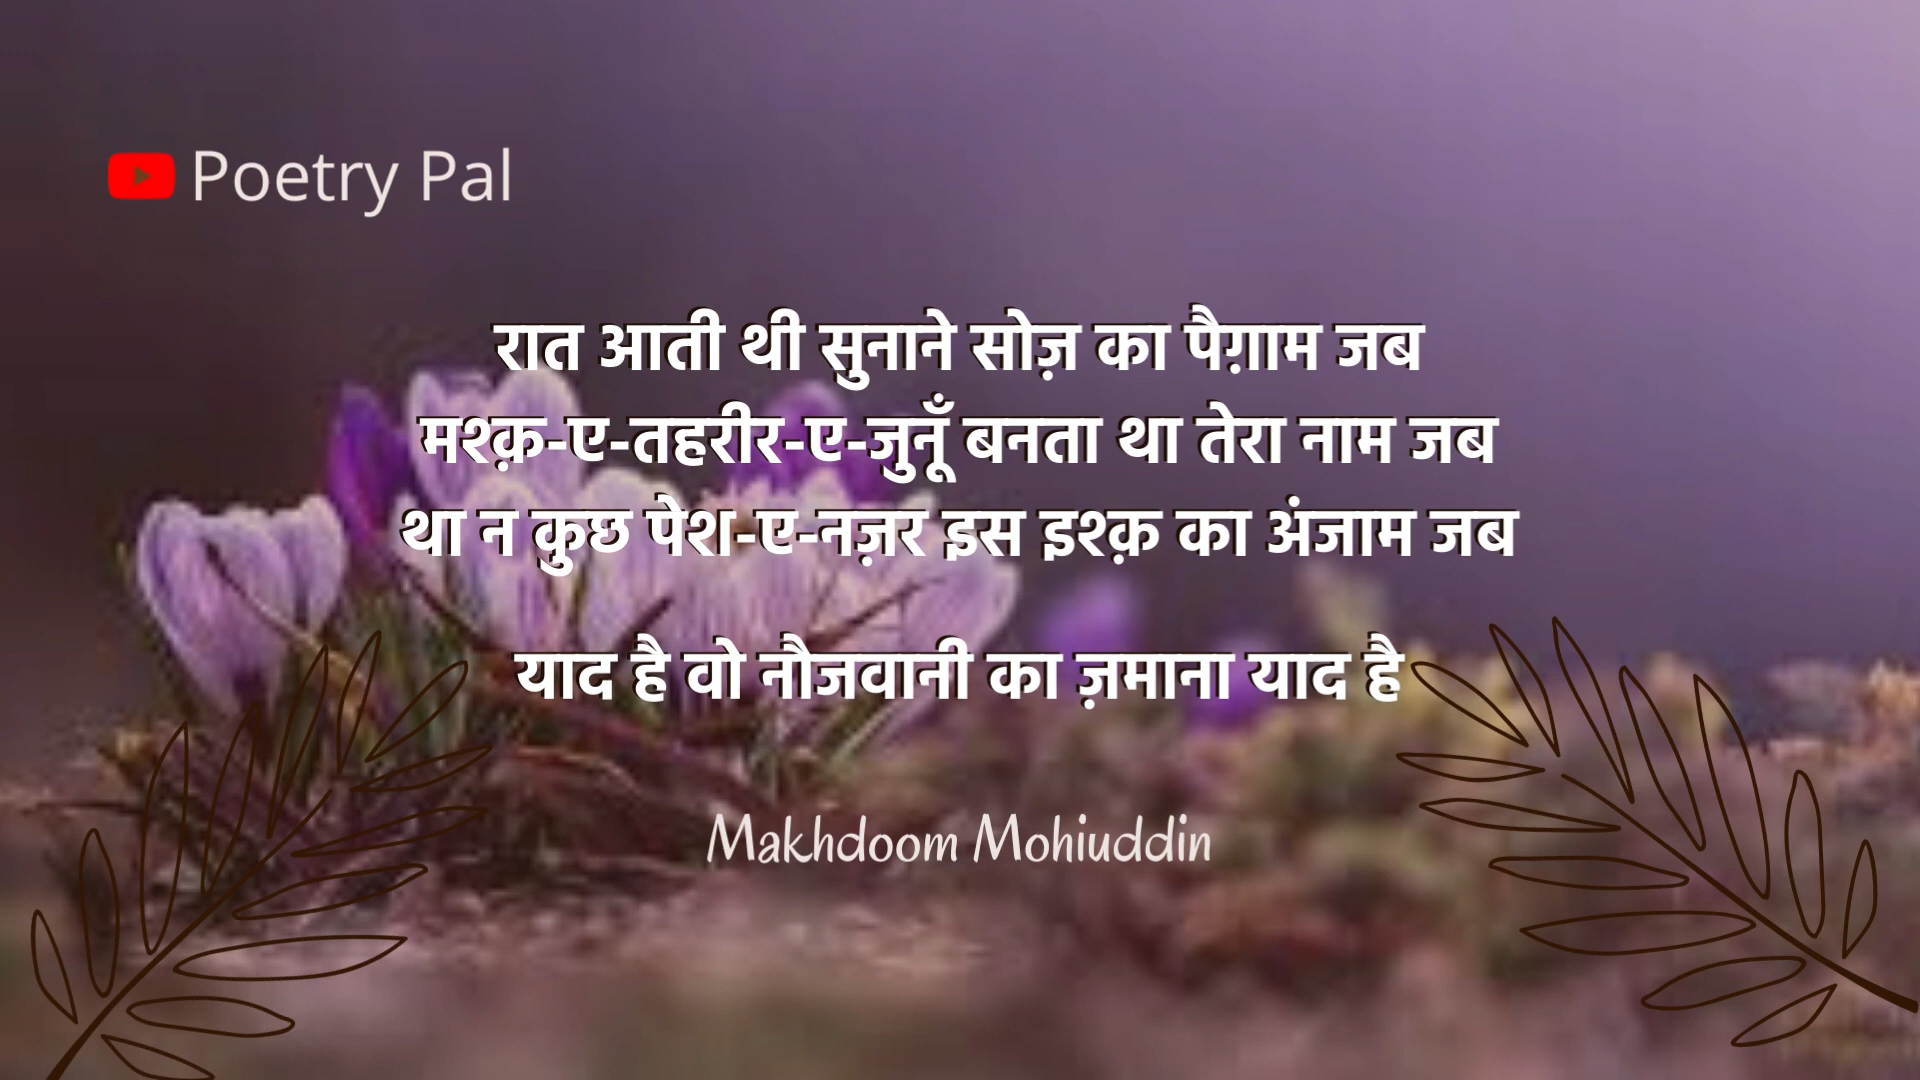 Poetry Pal
रात आती थी सुनाने सोज़ का पैग़ाम जब
मश्क़-ए-तहरीर-ए-जुनूँ बनता था तेरा नाम जब
था न कुछ पेश-ए-नज़र इस इश्क़ का अंजाम जब
याद है वो नौजवानी का ज़माना याद है
Makhdoom Mohiuddin